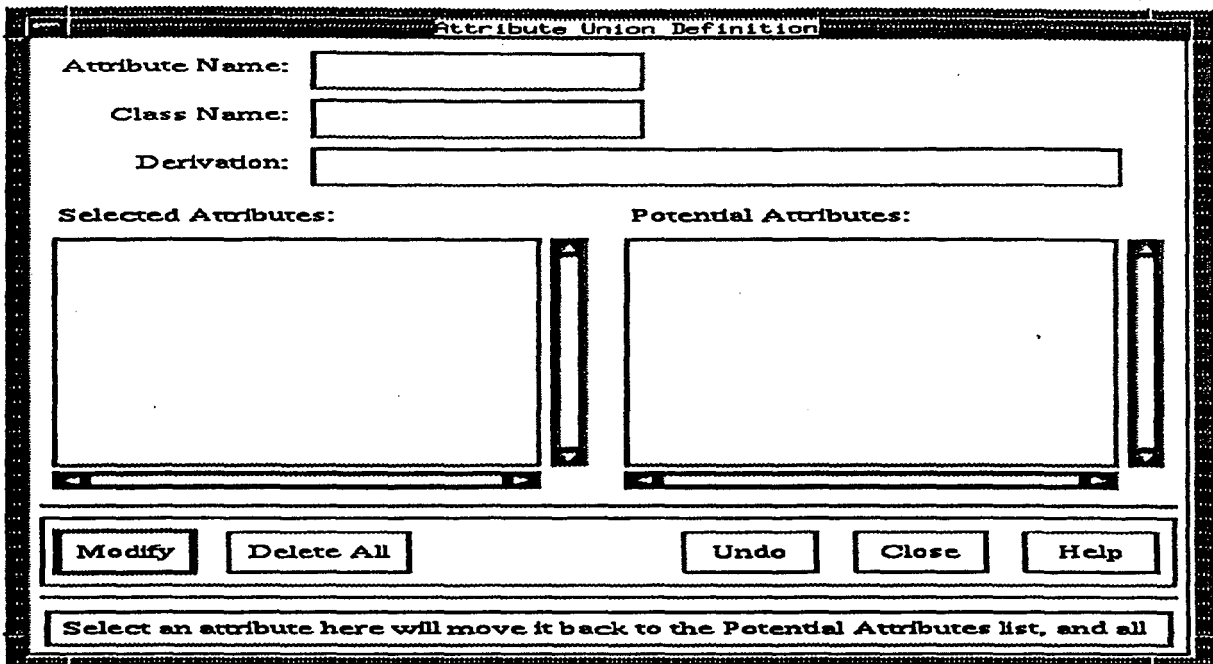 Attribute Union Definition
Attribute Name:
Class Name:
Derivation:
Selected Attributes: Potential Attributes:
Modify Delete All Undo Close Help
Select an attribute here will move it back to the Potential Attributes list, and all